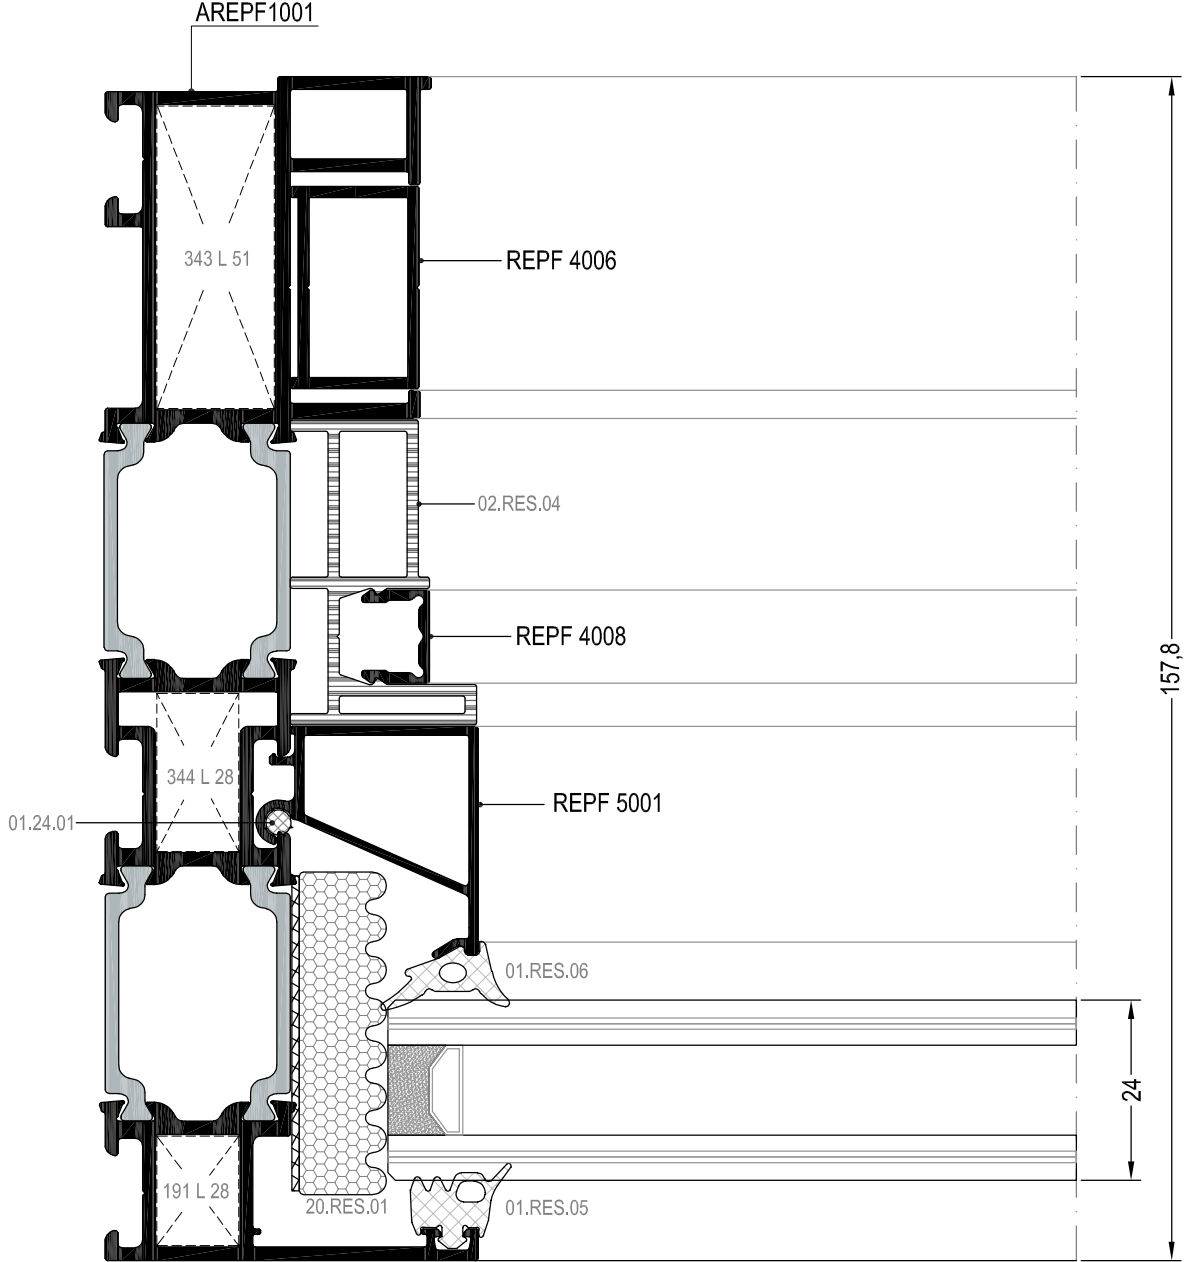 AREPF1001
343 L 51
REPF 4006
02.RES.04
REPF 4008
157,8
344 L 28
REPF 5001
01.24.01
01.RES.06
24
191 L 28
20.RES.01
01.RES.05